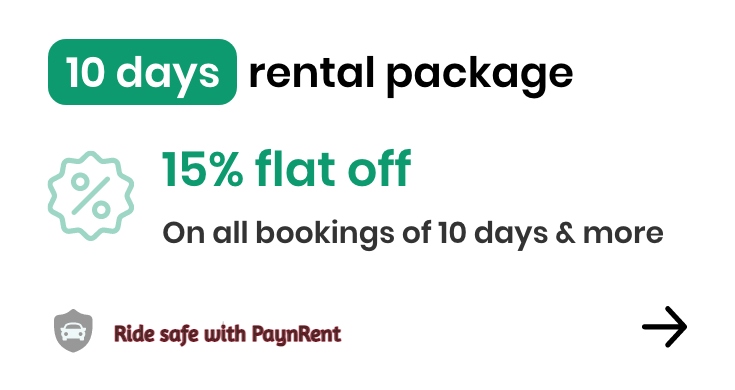 10 days rental package
15% flat off
On all bookings of 10 days & more
Ride safe with PaynRent